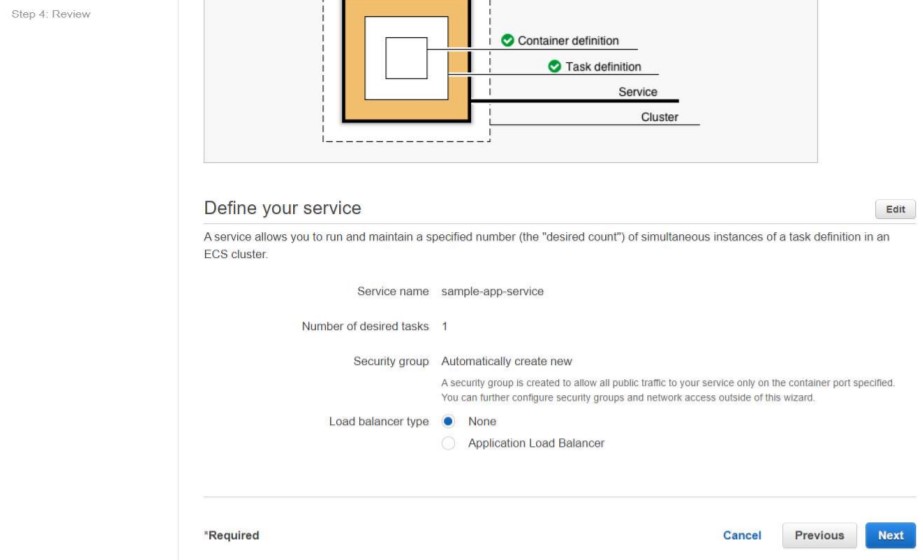 Step 4: Review
Container definition
Task definition
Service
Cluster
Define your service
Edit
A service allows you to run and maintain a specified number (the "desired count") of simultaneous instances of a task definition in an
ECS cluster.
Service name sample-app-service
Number of desired tasks 1
Security group Automatically create new
A security group is created to allow all public traffic to your service only on the container port specified.
You can further configure security groups and network access outside of this wizard.
Load balancer type None
Application Load Balancer
*Required Cancel Previous Next